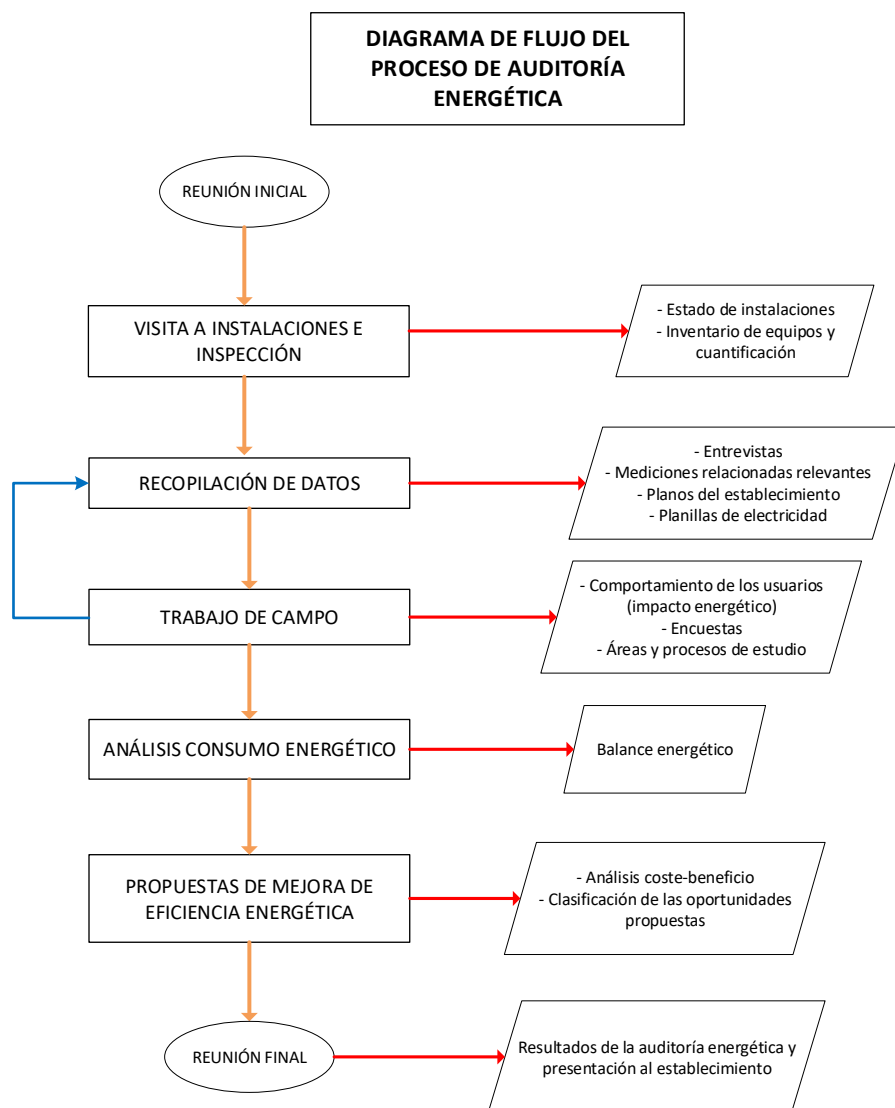 DIAGRAMA DE FLUJO DEL
PROCESO DE AUDITORÍA
ENERGÉTICA
REUNIÓN INICIAL
VISITA A INSTALACIONES E
INSPECCIÓN
- Estado de instalaciones
- Inventario de equipos y
cuantificación
RECOPILACIÓN DE DATOS
- Entrevistas
- Mediciones relacionadas relevantes
- Planos del establecimiento
- Planillas de electricidad
TRABAJO DE CAMPO
- Comportamiento de los usuarios
(impacto energético)
- Encuestas
- Áreas y procesos de estudio
ANÁLISIS CONSUMO ENERGÉTICO
Balance energético
PROPUESTAS DE MEJORA DE
EFICIENCIA ENERGÉTICA
- Análisis coste-beneficio
- Clasificación de las oportunidades
propuestas
REUNIÓN FINAL
Resultados de la auditoría energética y
presentación al establecimiento